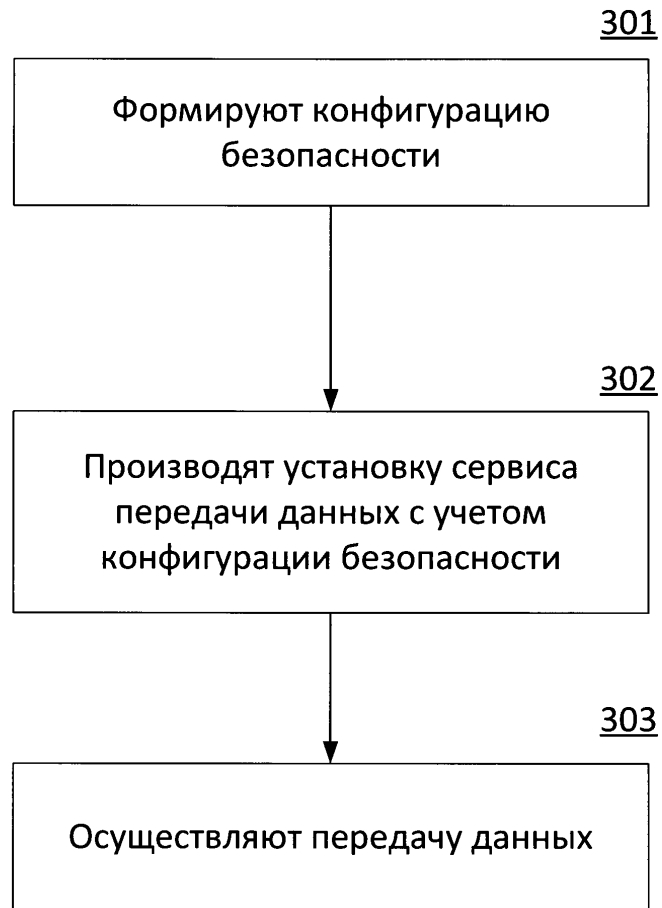 301
Формируют конфигурацию
безопасности
302
Производят установку сервиса
передачи данных с учетом
конфигурации безопасности
303
Осуществляют передачу данных